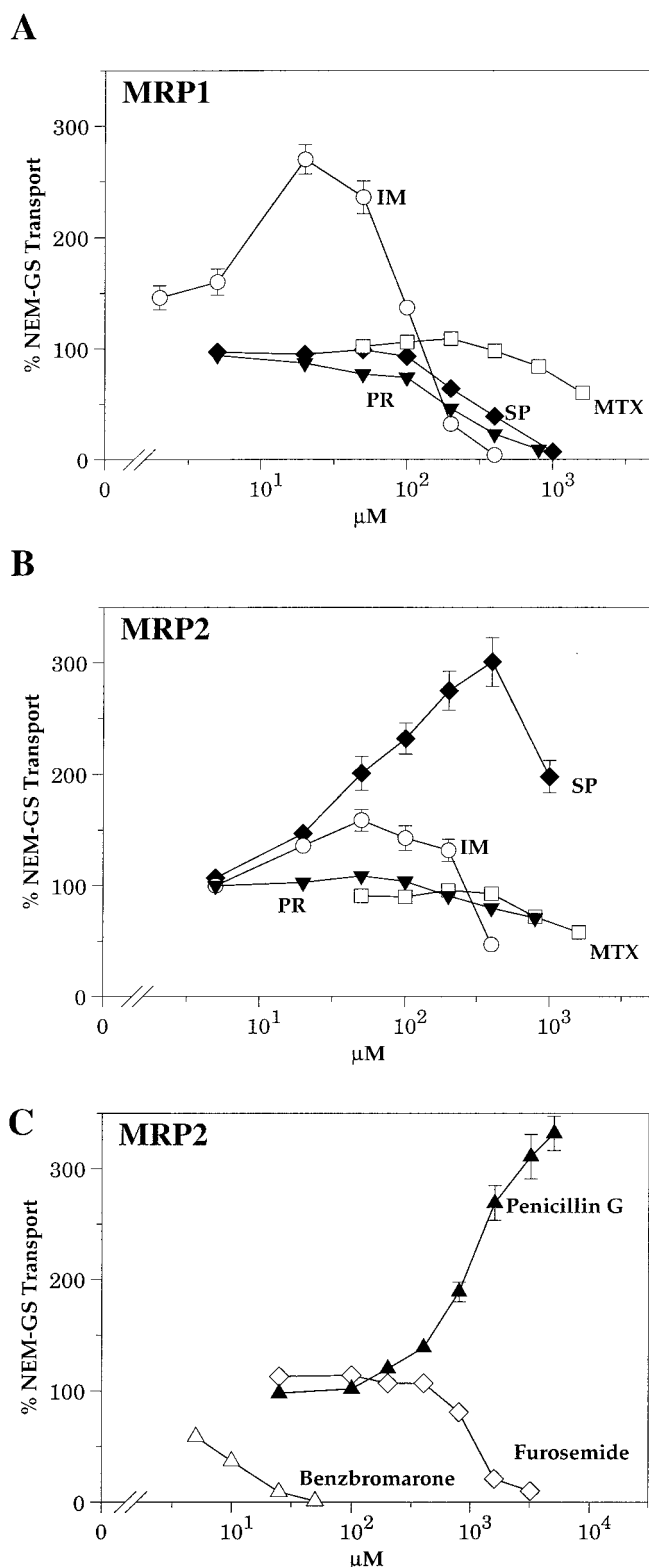 A
MRP1
300
IM
200
% NEM-GS Transport
100
PR
SP
MTX
0
0
10¹
10²
10³
µM
B
MRP2
300
SP
200
% NEM-GS Transport
IM
100
PR
MTX
0
0
10¹
10²
10³
µM
C
MRP2
300
Penicillin G
200
% NEM-GS Transport
100
Furosemide
Benzbromarone
0
0
10¹
10²
10³
10⁴
µM